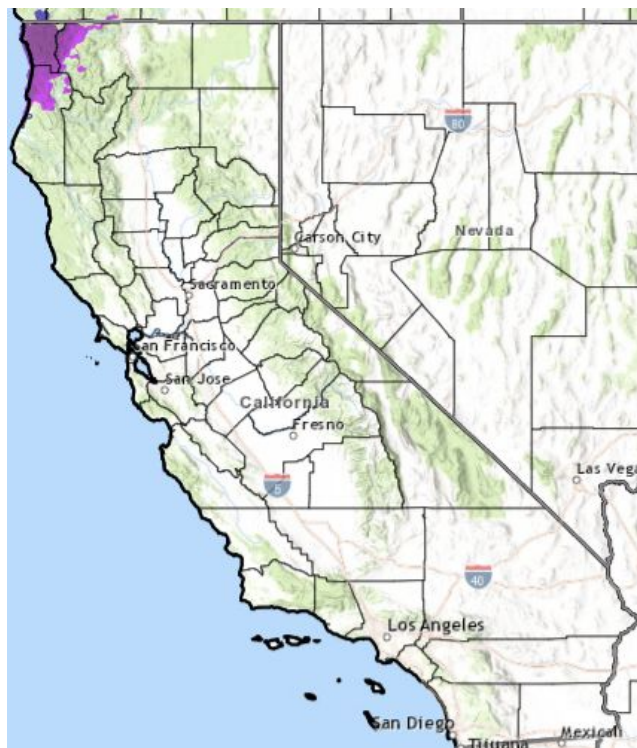 80
Carson City
Nevada
Sacramento
San Francisco
San Jose
California
Fresno
5
Las Vega
40
Los Angeles
San Diego
Tijuana
Mexicali